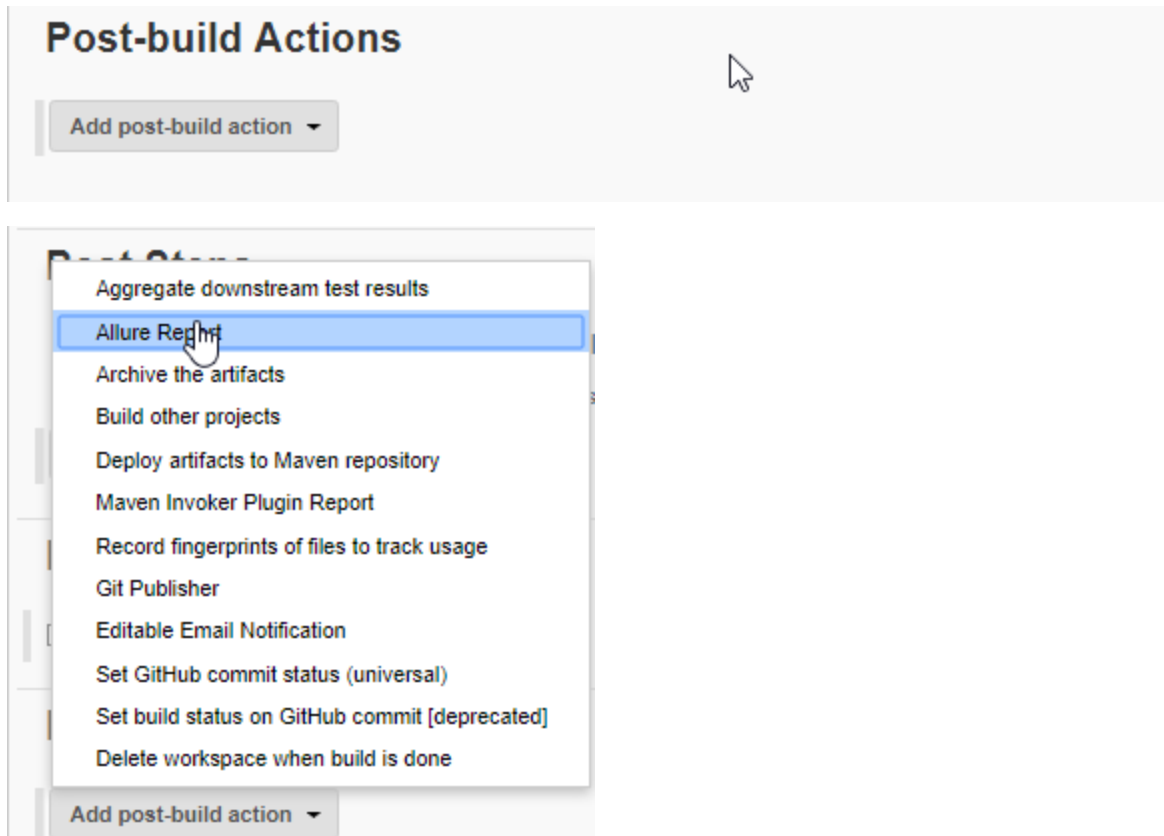 Post-build Actions
Add post-build action
Post Steps
Aggregate downstream test results
Allure Report
Archive the artifacts
Build other projects
Deploy artifacts to Maven repository
Maven Invoker Plugin Report
Record fingerprints of files to track usage
Git Publisher
Editable Email Notification
Set GitHub commit status (universal)
Set build status on GitHub commit [deprecated]
Delete workspace when build is done
Add post-build action